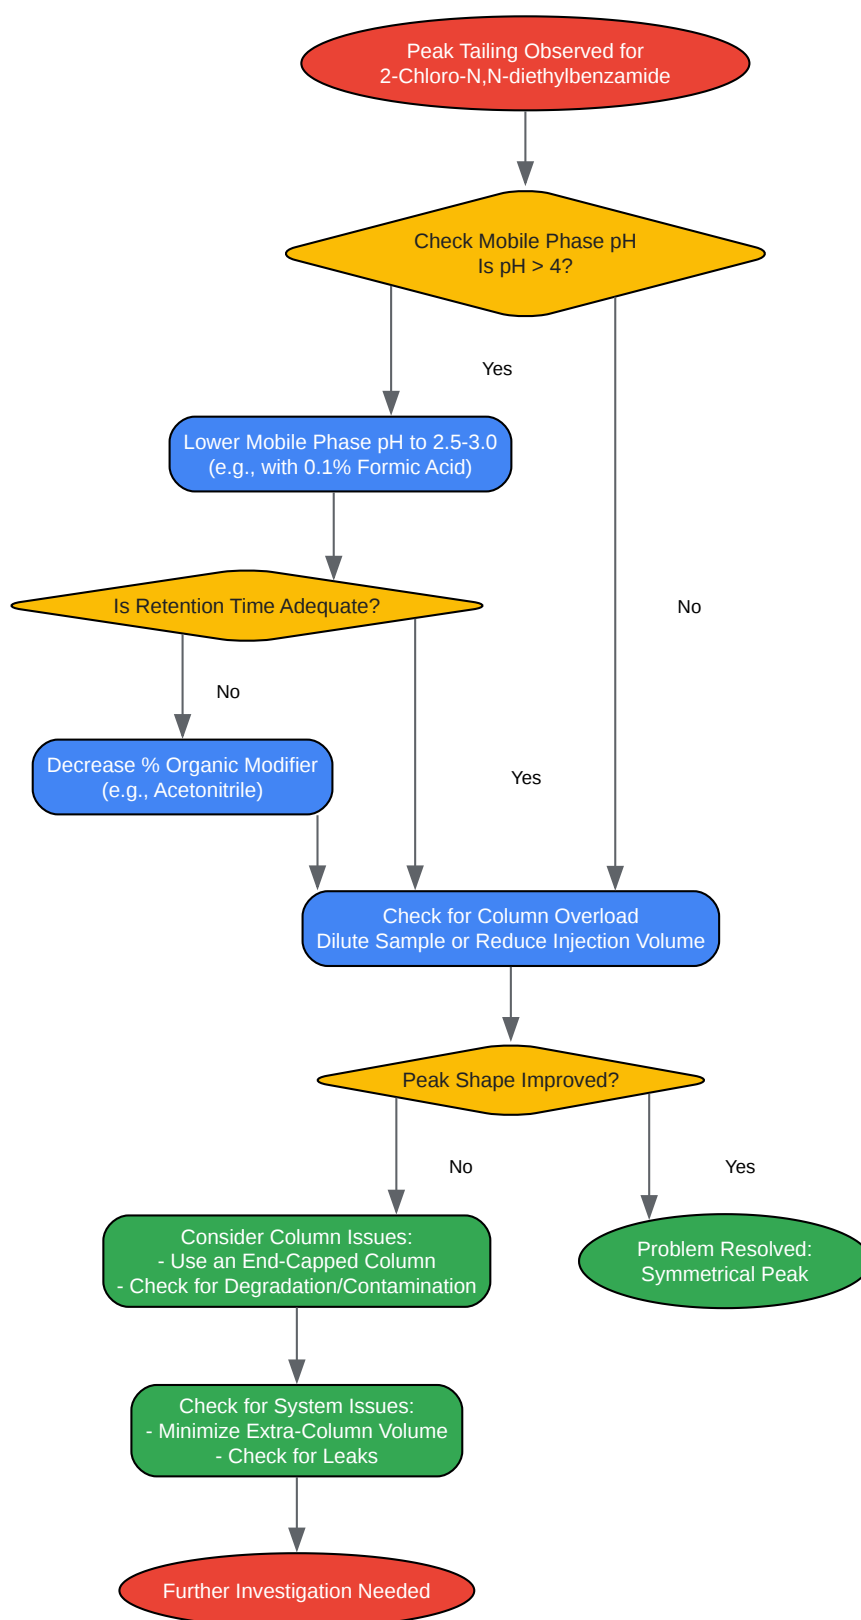 Peak Tailing Observed for
2-Chloro-N,N-diethylbenzamide
Check Mobile Phase pH
Is pH > 4?
Yes
Lower Mobile Phase pH to 2.5-3.0
(e.g., with 0.1% Formic Acid)
Is Retention Time Adequate?
No
No
Decrease % Organic Modifier
(e.g., Acetonitrile)
Yes
Check for Column Overload
Dilute Sample or Reduce Injection Volume
Peak Shape Improved?
No
Yes
Consider Column Issues:
- Use an End-Capped Column
- Check for Degradation/Contamination
Problem Resolved:
Symmetrical Peak
Check for System Issues:
- Minimize Extra-Column Volume
- Check for Leaks
Further Investigation Needed